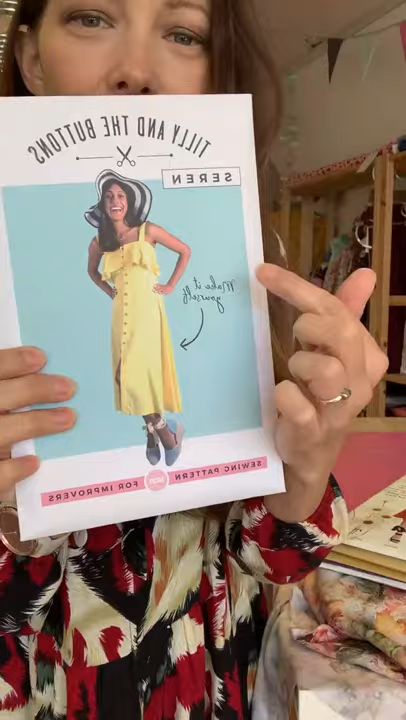 TILLY AND THE BUTTONS
SEREN
Make it
yourself
SEWING PATTERN FOR IMPROVERS